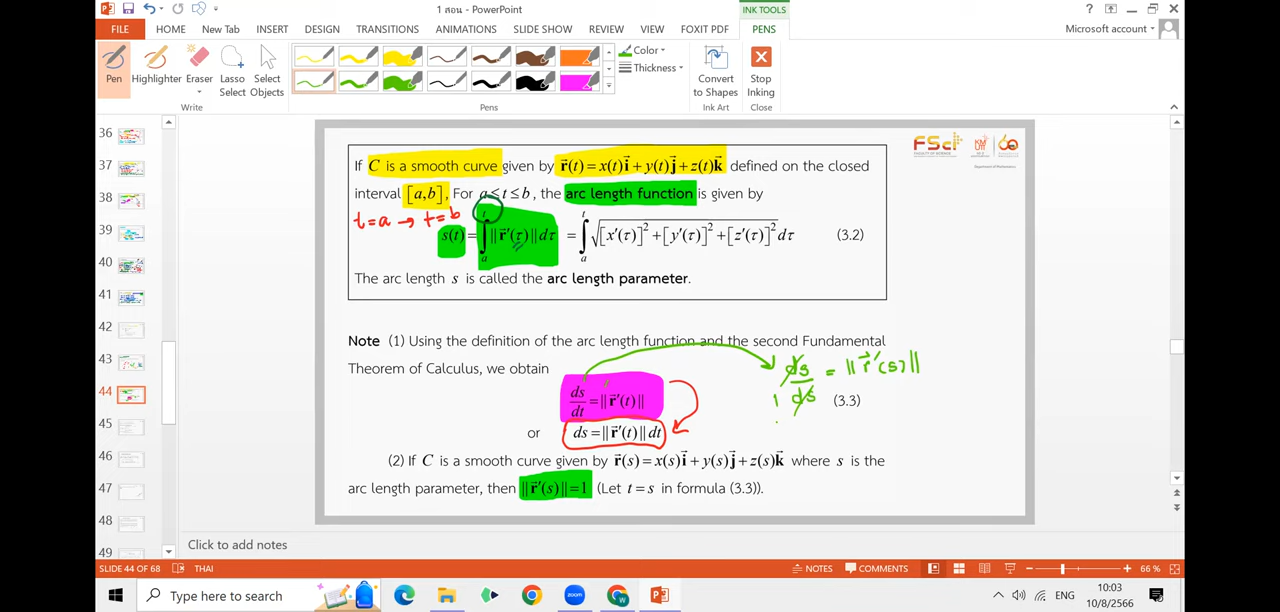 1 สอน - PowerPoint
INK TOOLS
FILE HOME New Tab INSERT DESIGN TRANSITIONS ANIMATIONS SLIDE SHOW REVIEW VIEW FOXIT PDF PENS
Microsoft account
Pen Highlighter Eraser Lasso Select Select Objects
Color
Thickness
Convert to Shapes
Stop Inking
Write Pens Ink Art Close
36
37
38
39
40
41
42
43
44
45
46
47
48
49
FSci
If C is a smooth curve given by r⃗(t) = x(t)i⃗ + y(t)j⃗ + z(t)k⃗ defined on the closed
interval [a,b]. For a ≤ t ≤ b, the arc length function is given by
t=a → t=b
s(t) = ∫ₐᵗ ||r⃗′(τ)|| dτ = ∫ₐᵗ √([x′(τ)]² + [y′(τ)]² + [z′(τ)]²) dτ (3.2)
The arc length s is called the arc length parameter.
Note (1) Using the definition of the arc length function and the second Fundamental
Theorem of Calculus, we obtain
ds/ds = ||r⃗′(s)||
1
ds/dt = ||r⃗′(t)|| (3.3)
or ds = ||r⃗′(t)|| dt
(2) If C is a smooth curve given by r⃗(s) = x(s)i⃗ + y(s)j⃗ + z(s)k⃗ where s is the
arc length parameter, then ||r⃗′(s)|| = 1 (Let t = s in formula (3.3)).
Click to add notes
SLIDE 44 OF 68 THAI NOTES COMMENTS 66 %
Type here to search
ENG
10:03
10/8/2566